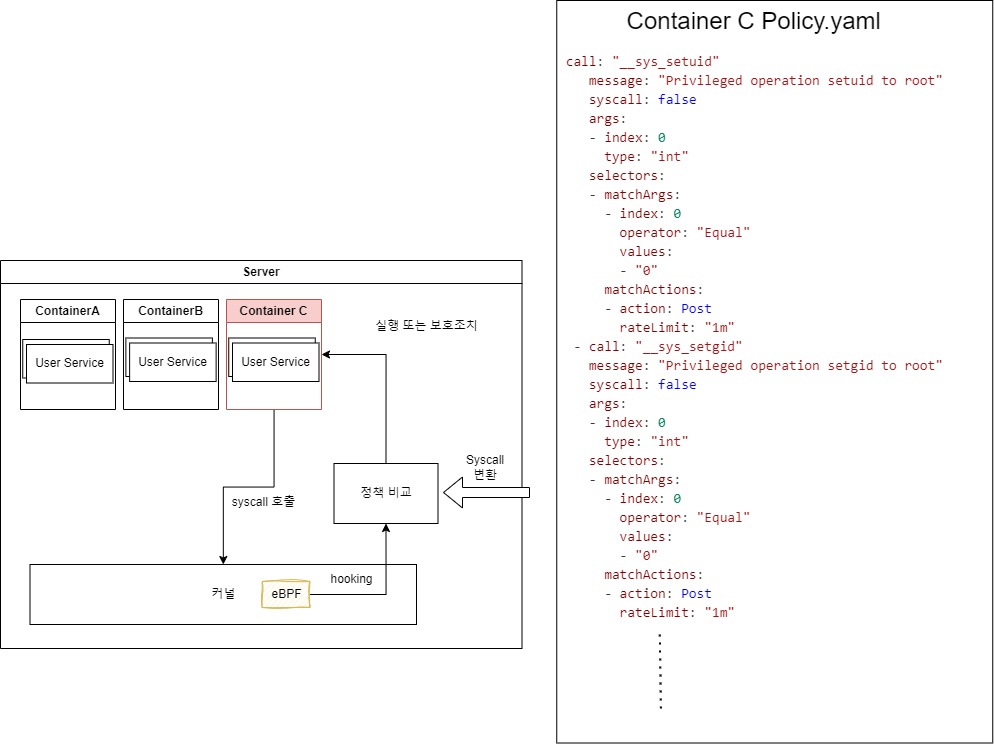 Server
ContainerA
User Service
ContainerB
User Service
Container C
User Service
실행 또는 보호조치
syscall 호출
정책 비교
Syscall
변환
커널
eBPF
hooking
Container C Policy.yaml
call: "__sys_setuid"
message: "Privileged operation setuid to root"
syscall: false
args:
- index: 0
type: "int"
selectors:
- matchArgs:
- index: 0
operator: "Equal"
values:
- "0"
matchActions:
- action: Post
rateLimit: "1m"
- call: "__sys_setgid"
message: "Privileged operation setgid to root"
syscall: false
args:
- index: 0
type: "int"
selectors:
- matchArgs:
- index: 0
operator: "Equal"
values:
- "0"
matchActions:
- action: Post
rateLimit: "1m"